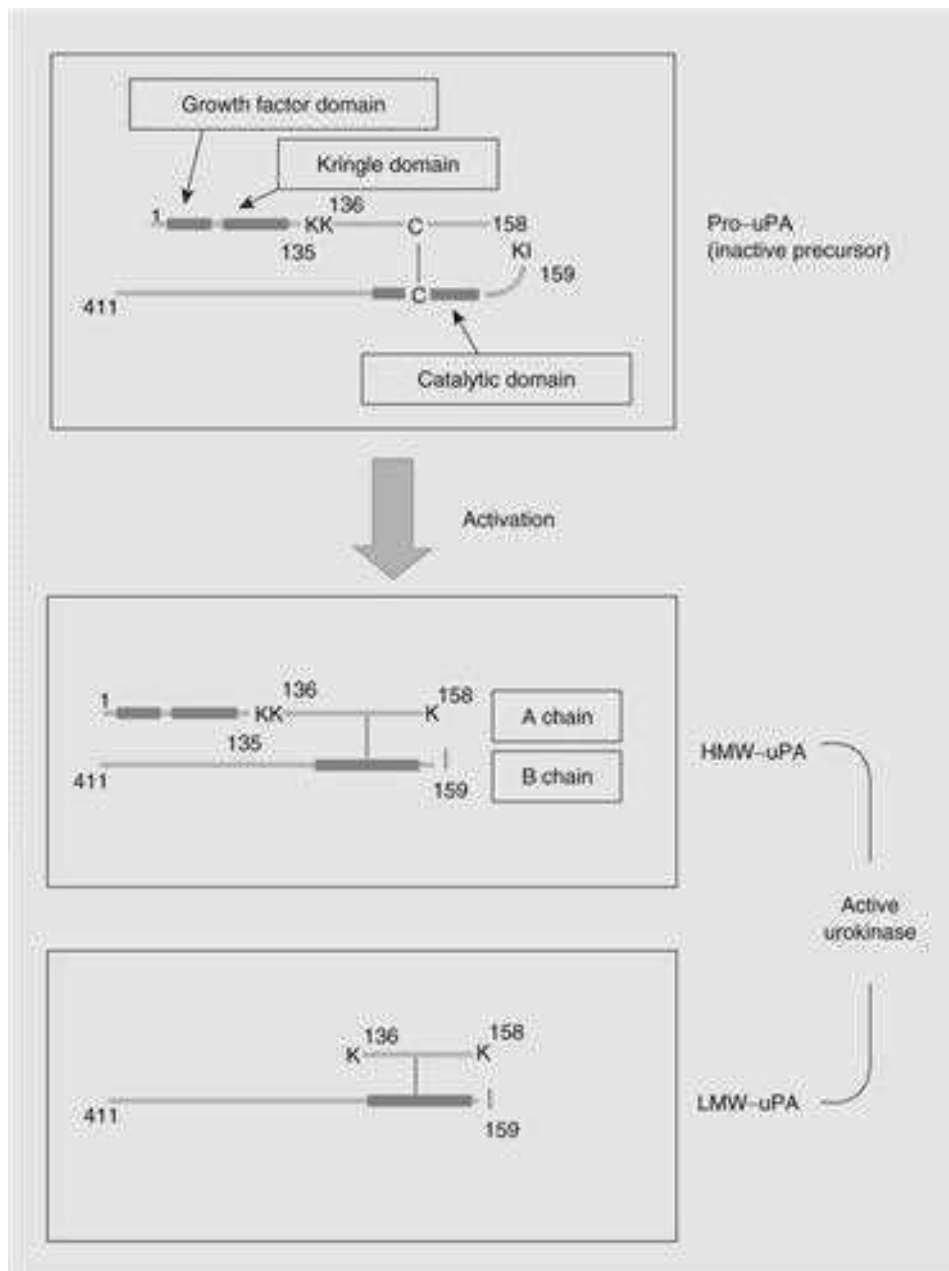 Growth factor domain
Kringle domain
1
KK
136
C
158
135
KI
159
Pro–uPA
(inactive precursor)
411
C
Catalytic domain
Activation
1
KK
136
K
158
A chain
135
HMW–uPA
411
I
159
B chain
Active
urokinase
K
136
K
158
411
I
159
LMW–uPA